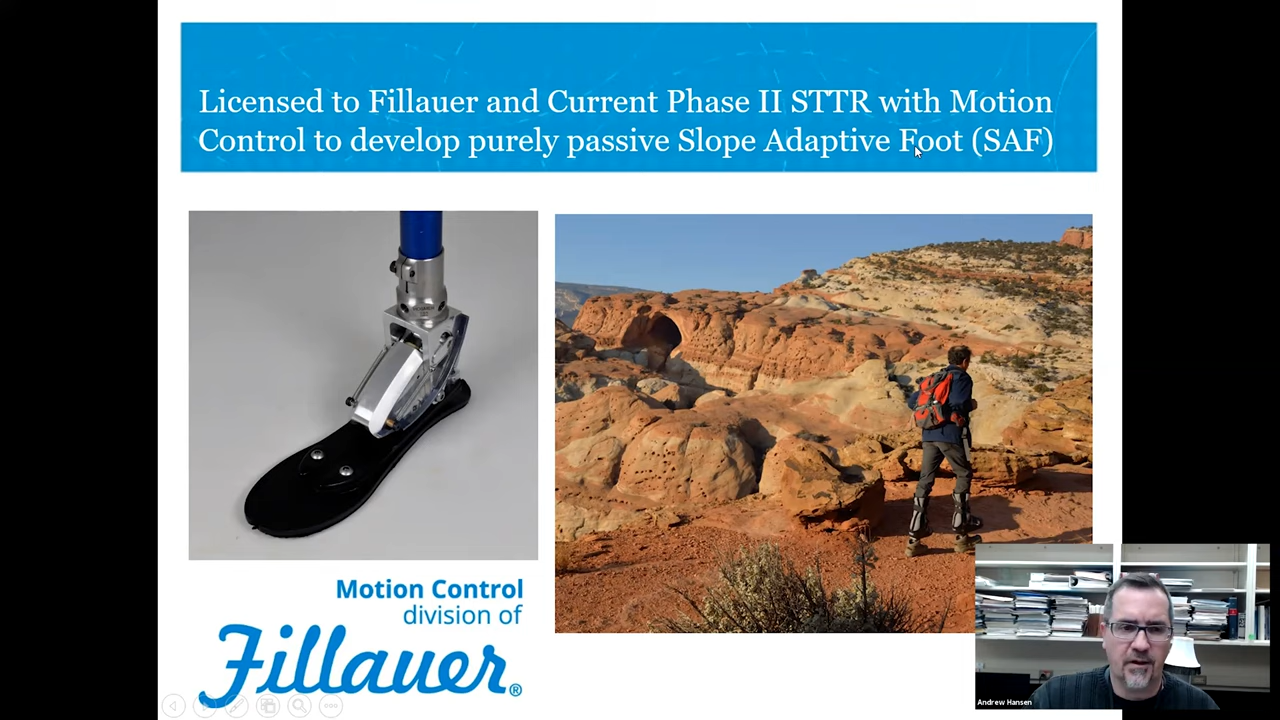 Licensed to Fillauer and Current Phase II STTR with Motion
Control to develop purely passive Slope Adaptive Foot (SAF)
Motion Control
division of
Fillauer®
Andrew Hansen